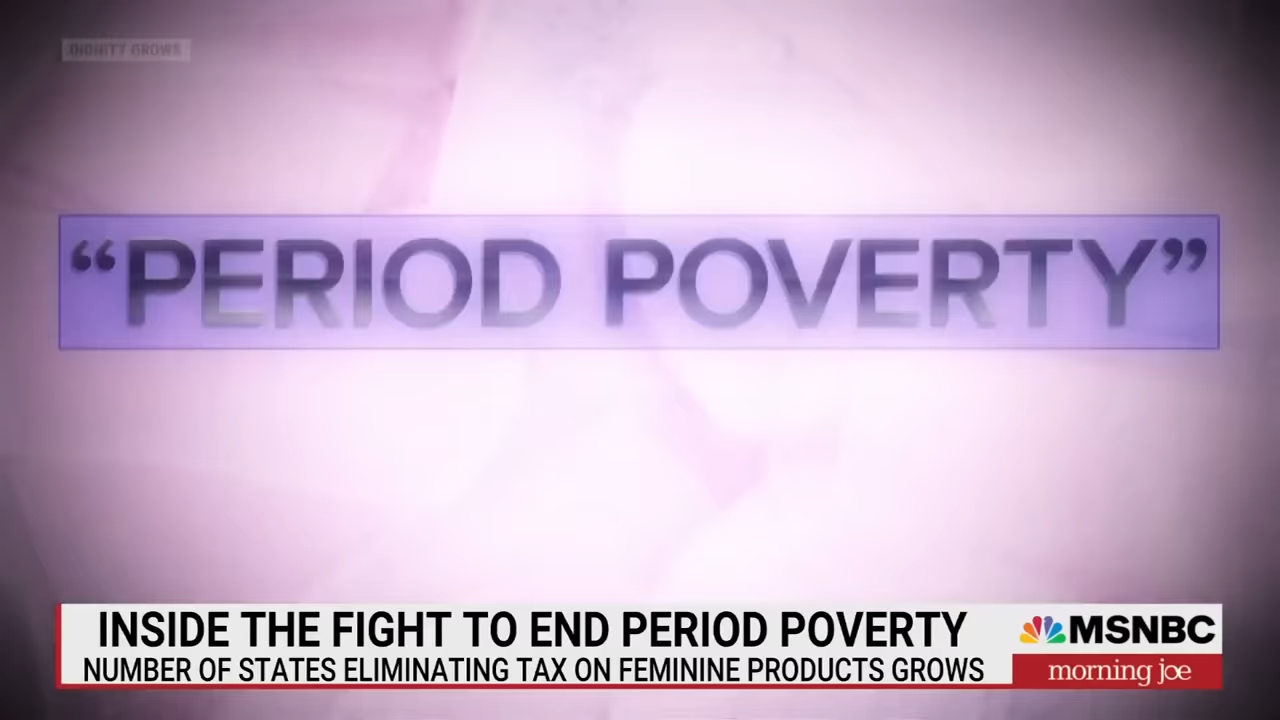 DIGNITY GROWS
“PERIOD POVERTY”
INSIDE THE FIGHT TO END PERIOD POVERTY
NUMBER OF STATES ELIMINATING TAX ON FEMININE PRODUCTS GROWS
MSNBC
morning joe